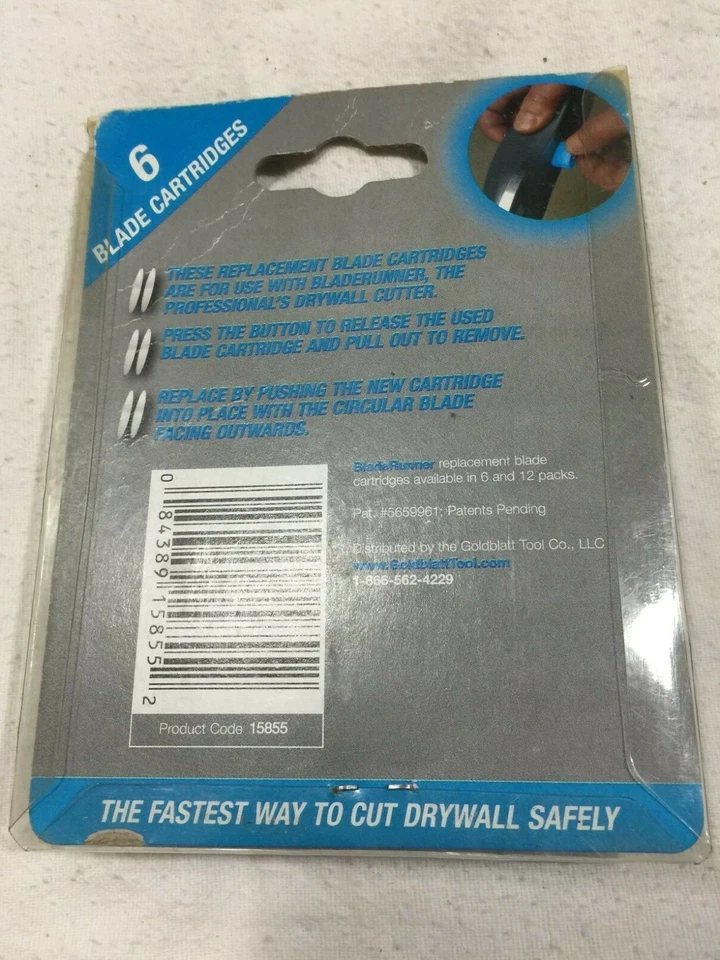 6
BLADE CARTRIDGES
THESE REPLACEMENT BLADE CARTRIDGES
ARE FOR USE WITH BLADERUNNER, THE
PROFESSIONAL'S DRYWALL CUTTER.
PRESS THE BUTTON TO RELEASE THE USED
BLADE CARTRIDGE AND PULL OUT TO REMOVE.
REPLACE BY PUSHING THE NEW CARTRIDGE
INTO PLACE WITH THE CIRCULAR BLADE
FACING OUTWARDS.
BladeRunner replacement blade
cartridges available in 6 and 12 packs.
Pat. #5659961; Patents Pending
Distributed by the Goldblatt Tool Co., LLC
www.GoldblattTool.com
1-866-562-4229
0 84389 15855 2
Product Code 15855
THE FASTEST WAY TO CUT DRYWALL SAFELY